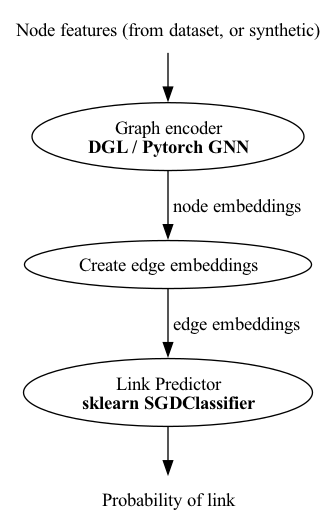 Node features (from dataset, or synthetic)
Graph encoder
DGL / Pytorch GNN
node embeddings
Create edge embeddings
edge embeddings
Link Predictor
sklearn SGDClassifier
Probability of link